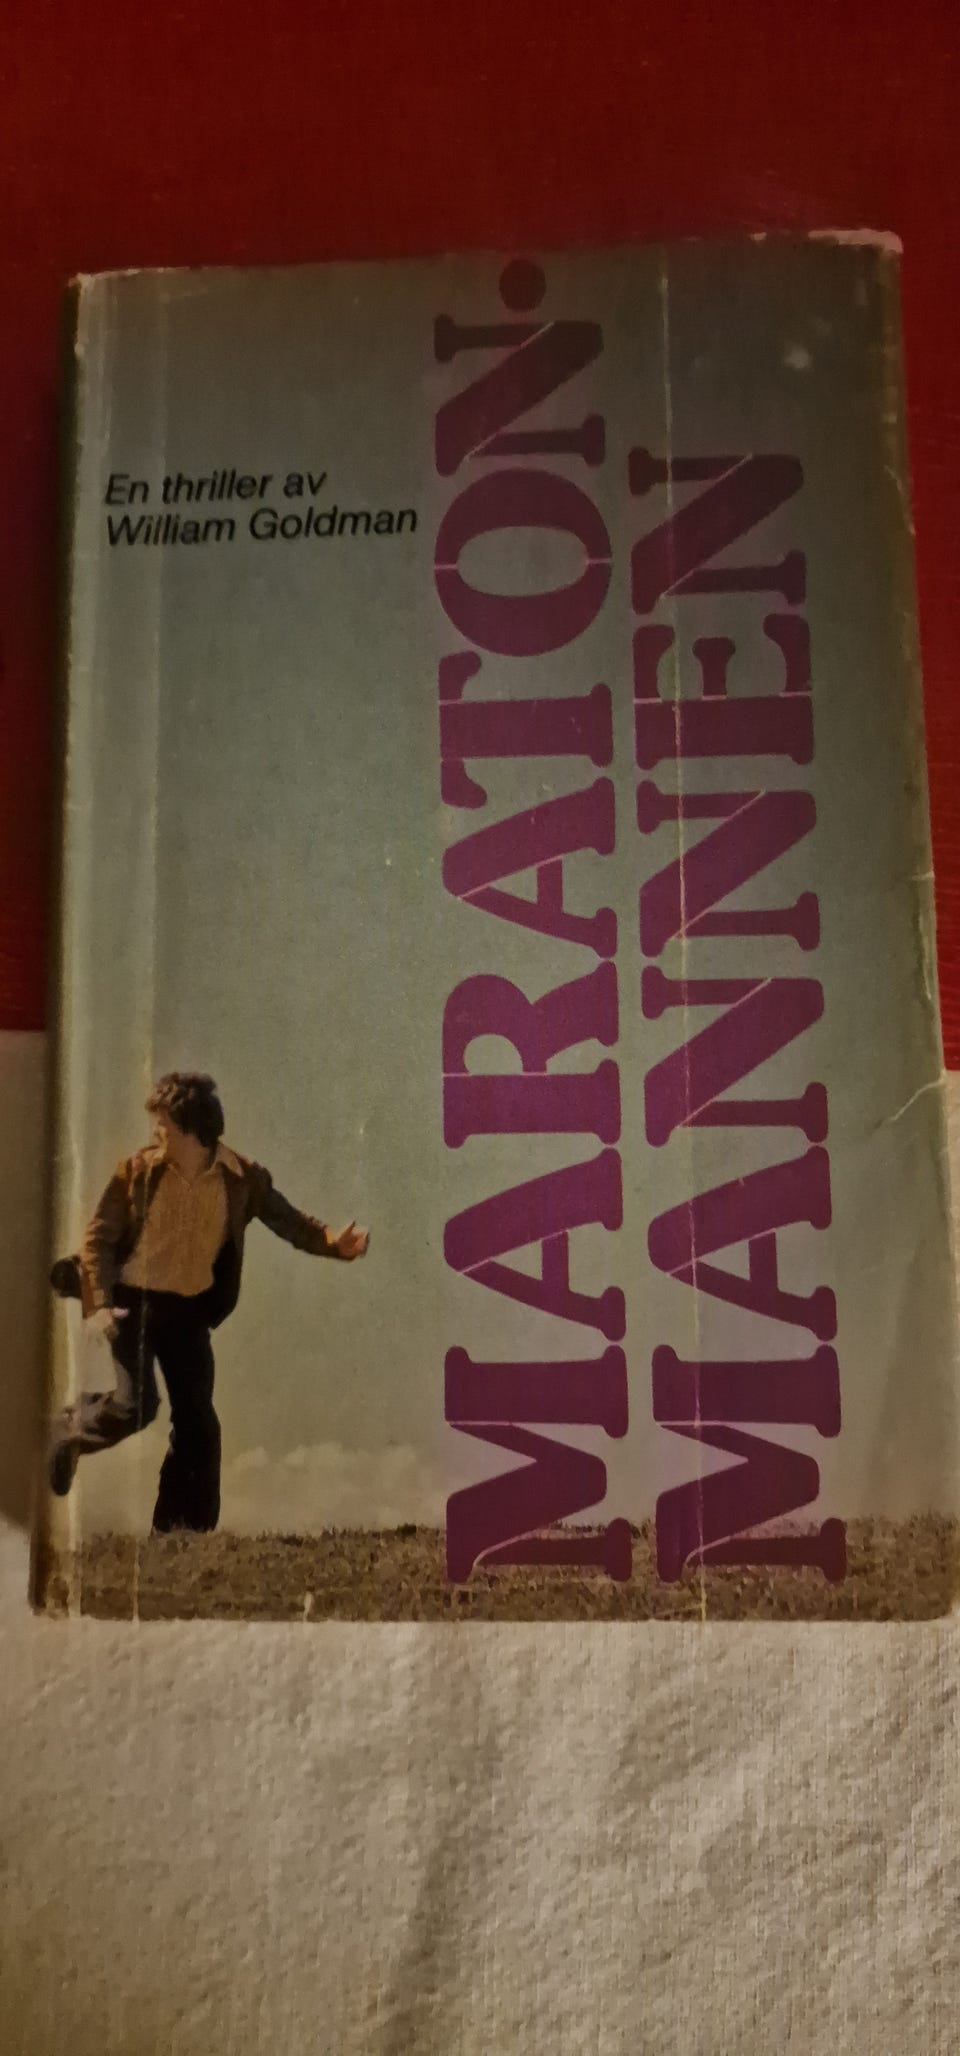 En thriller av
William Goldman
MARATON.
MANNEN